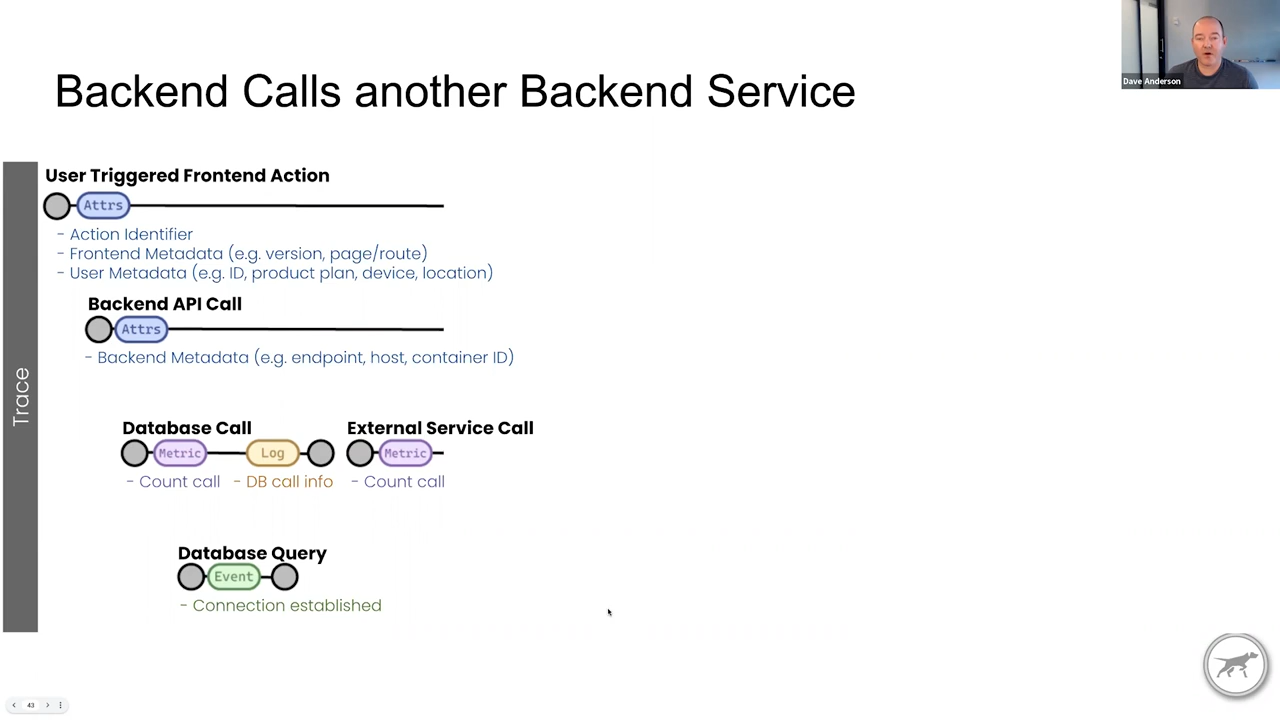 Dave Anderson
Backend Calls another Backend Service
Trace
User Triggered Frontend Action
Attrs
- Action Identifier
- Frontend Metadata (e.g. version, page/route)
- User Metadata (e.g. ID, product plan, device, location)
Backend API Call
Attrs
- Backend Metadata (e.g. endpoint, host, container ID)
Database Call External Service Call
Metric Log Metric
- Count call - DB call info - Count call
Database Query
Event
- Connection established
43